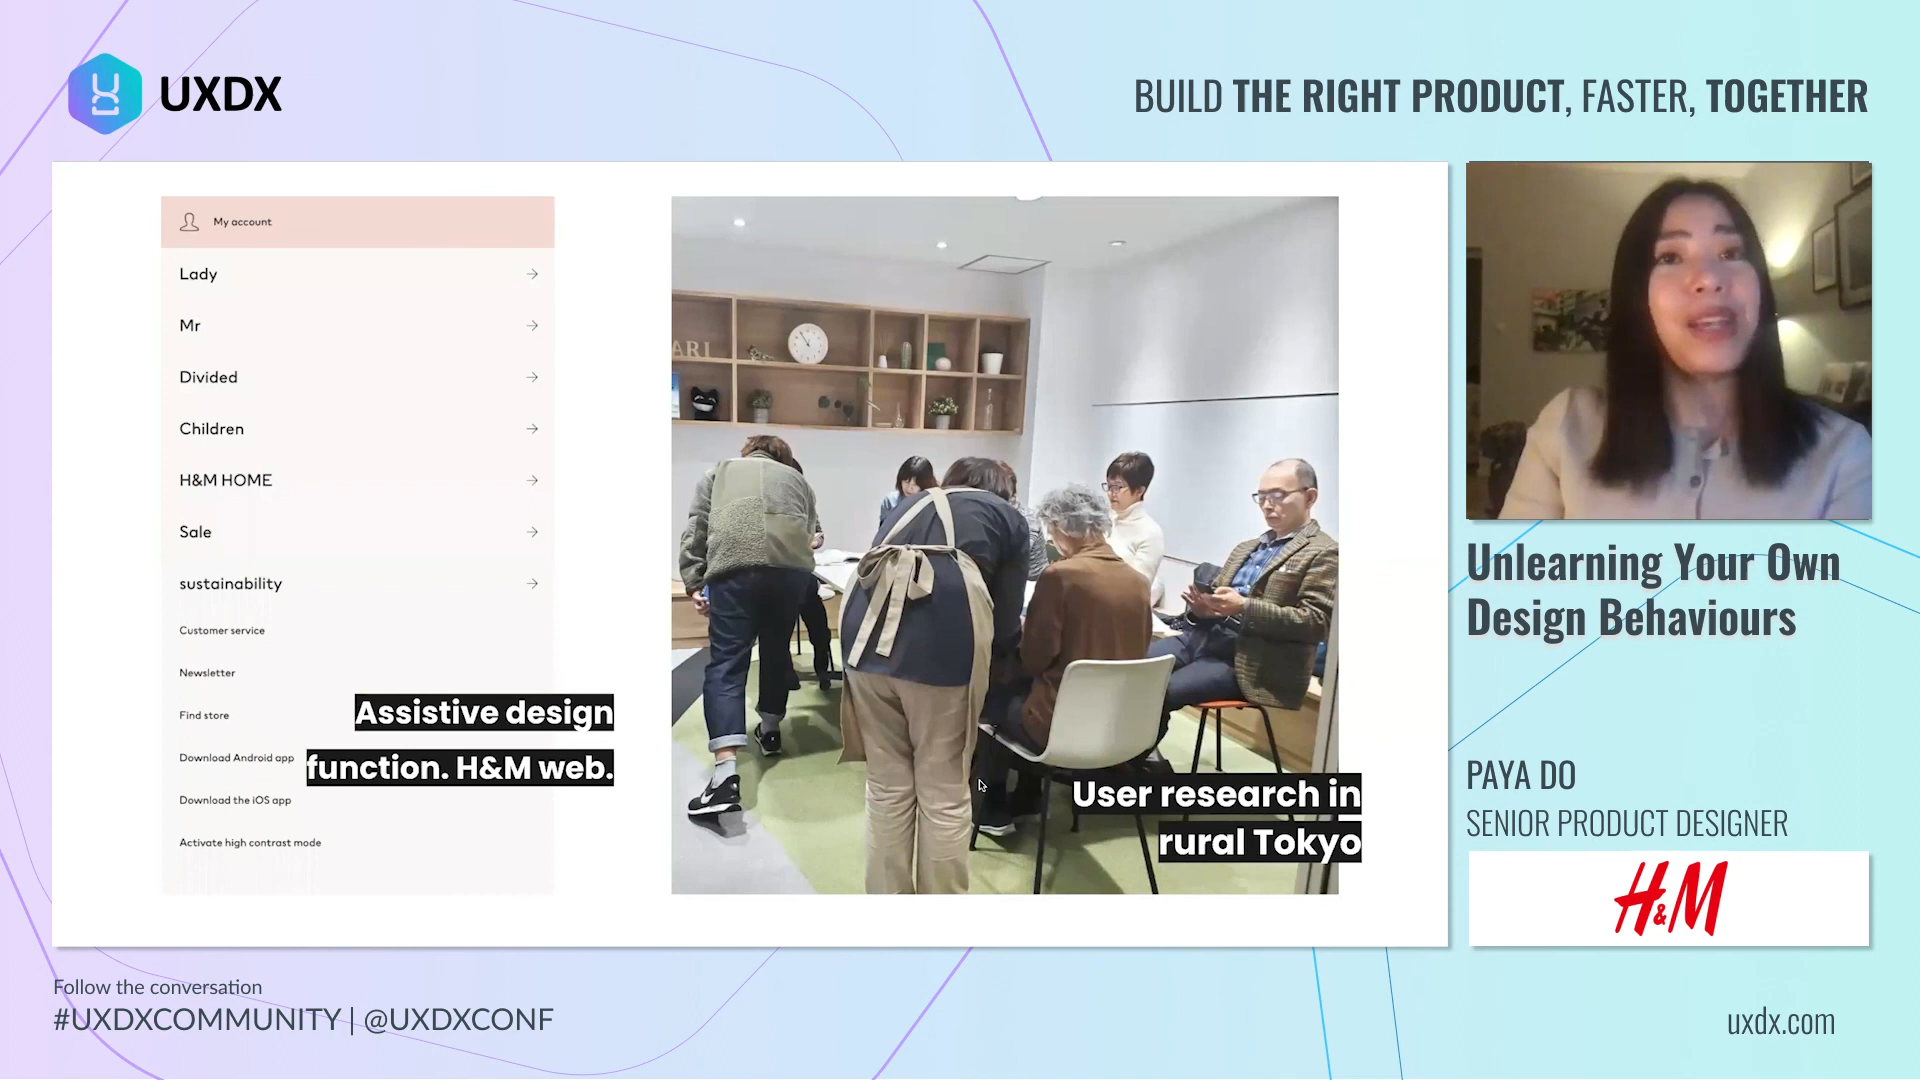 UXDX
BUILD THE RIGHT PRODUCT, FASTER, TOGETHER
My account
Lady
Mr
Divided
Children
H&M HOME
Sale
sustainability
Customer service
Newsletter
Find store
Download Android app
Download the iOS app
Activate high contrast mode
Assistive design
function. H&M web.
ARI
User research in
rural Tokyo
Unlearning Your Own
Design Behaviours
PAYA DO
SENIOR PRODUCT DESIGNER
H&M
Follow the conversation
#UXDXCOMMUNITY | @UXDXCONF
uxdx.com